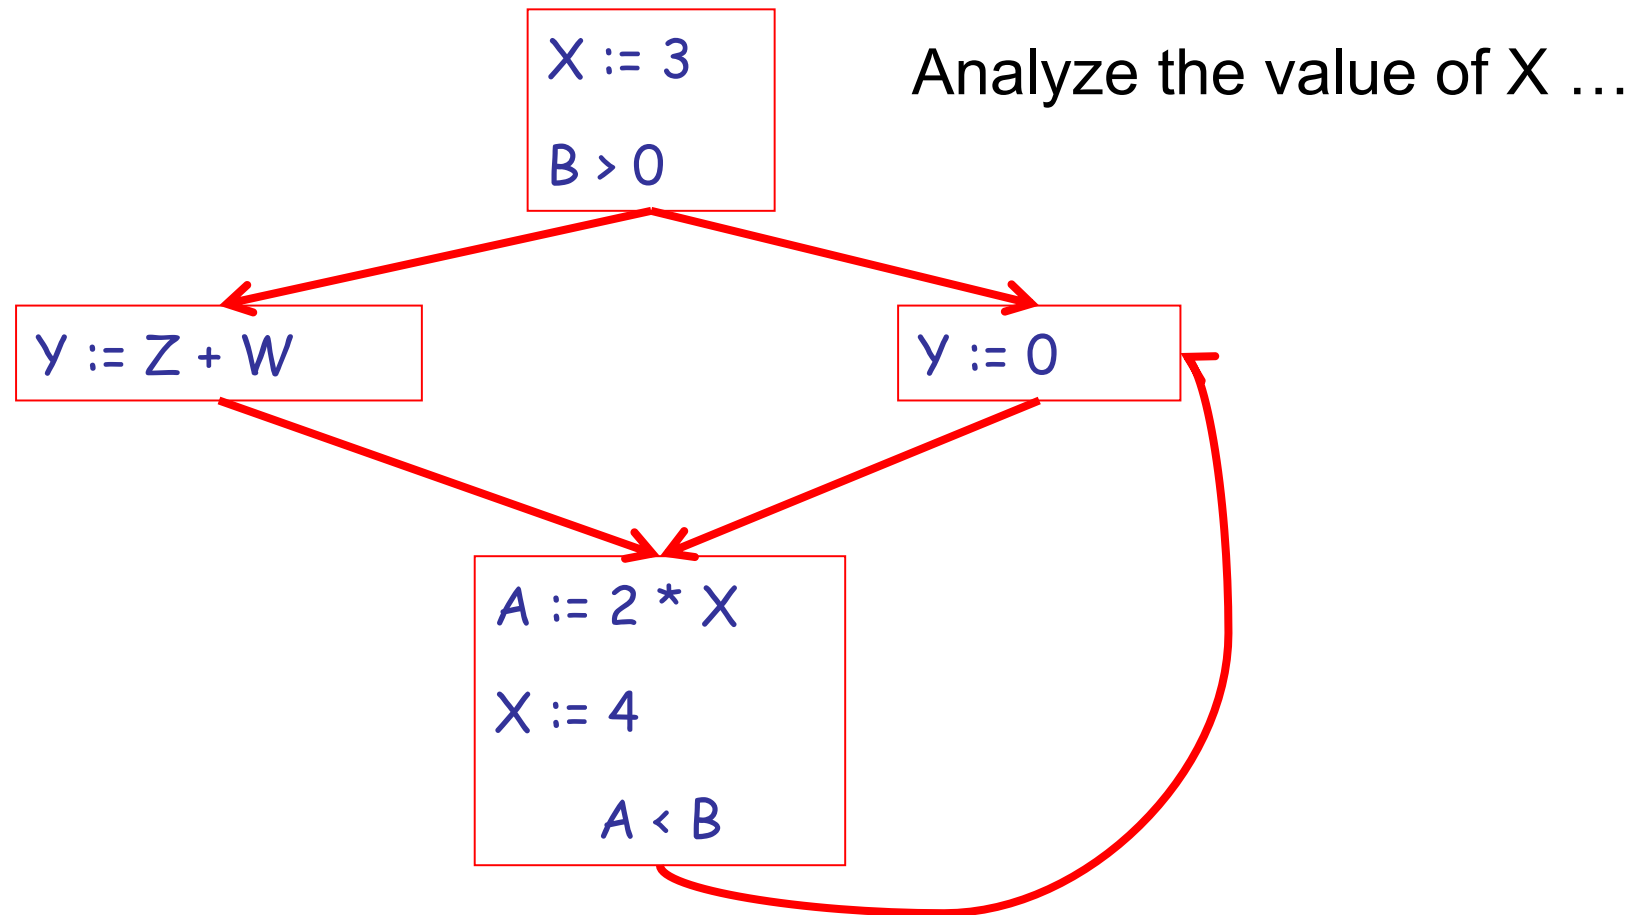 X := 3
B > 0
Analyze the value of X …
Y := Z + W
Y := 0
A := 2 * X
X := 4
A < B